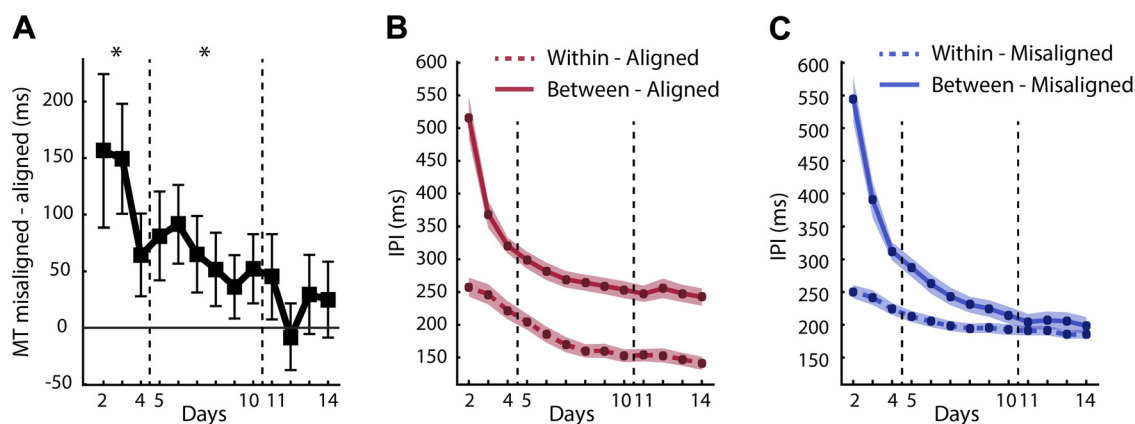 A
* *
MT misaligned - aligned (ms)
200
150
100
50
0
-50
2 4 5 10 11 14
Days
B
Within - Aligned
Between - Aligned
IPI (ms)
600
550
500
450
400
350
300
250
200
150
2 4 5 10 11 14
Days
C
Within - Misaligned
Between - Misaligned
IPI (ms)
600
550
500
450
400
350
300
250
200
150
2 4 5 10 11 14
Days